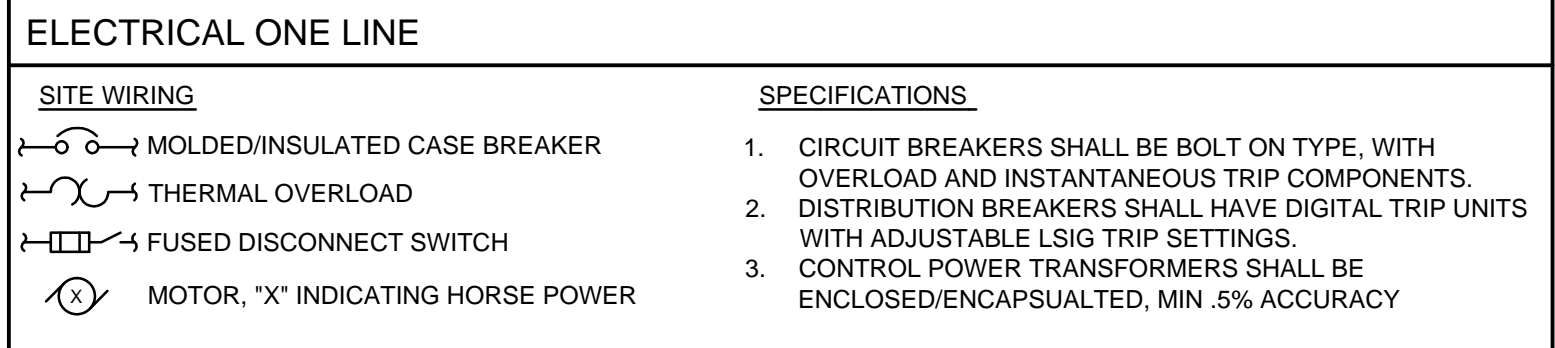 ELECTRICAL ONE LINE
SITE WIRING
MOLDED/INSULATED CASE BREAKER
THERMAL OVERLOAD
FUSED DISCONNECT SWITCH
X MOTOR, "X" INDICATING HORSE POWER
SPECIFICATIONS
1. CIRCUIT BREAKERS SHALL BE BOLT ON TYPE, WITH
OVERLOAD AND INSTANTANEOUS TRIP COMPONENTS.
2. DISTRIBUTION BREAKERS SHALL HAVE DIGITAL TRIP UNITS
WITH ADJUSTABLE LSIG TRIP SETTINGS.
3. CONTROL POWER TRANSFORMERS SHALL BE
ENCLOSED/ENCAPSUALTED, MIN .5% ACCURACY